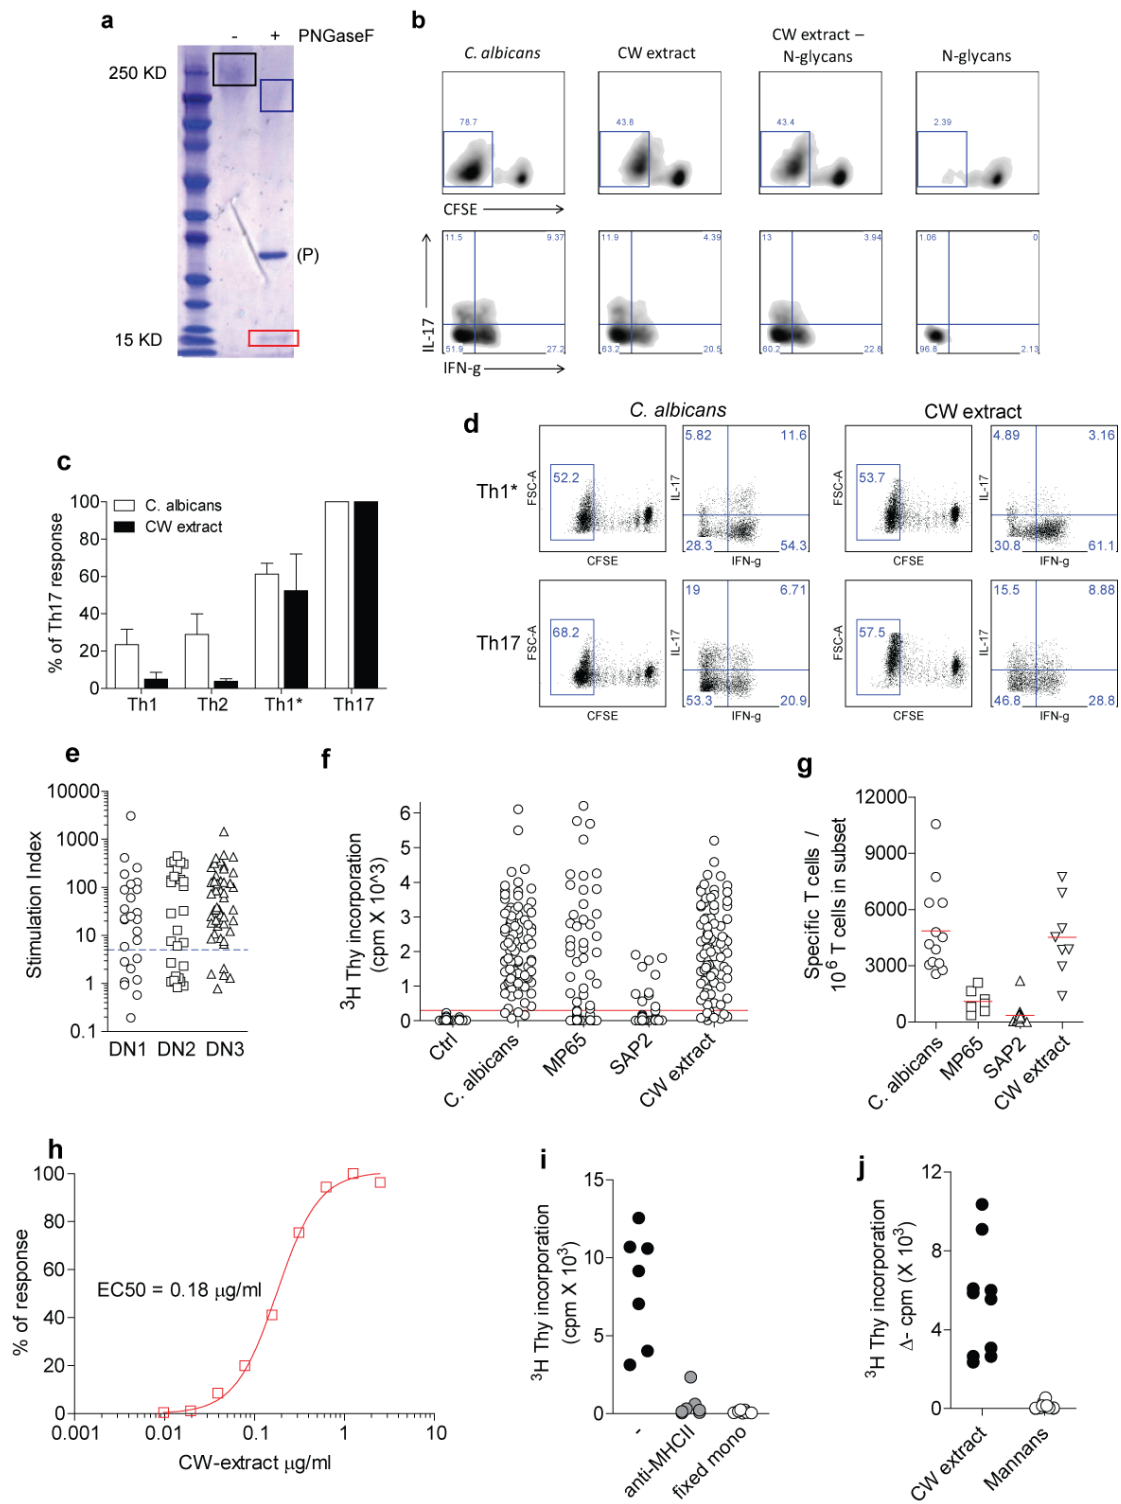 a
- + PNGaseF
250 KD
(P)
15 KD
b
C. albicans
CW extract
CW extract –
N-glycans
N-glycans
78.7
43.8
43.4
2.39
CFSE
11.5 9.37
11.9 4.39
13 3.94
1.06 0
IL-17
51.9 27.2
63.2 20.5
60.2 22.8
96.8 2.13
IFN-g
c
C. albicans
CW extract
% of Th17 response
100
80
60
40
20
0
Th1 Th2 Th1* Th17
d
C. albicans
CW extract
Th1*
FSC-A
52.2
CFSE
IL-17
5.82 11.6
28.3 54.3
IFN-g
FSC-A
53.7
CFSE
IL-17
4.89 3.16
30.8 61.1
IFN-g
Th17
FSC-A
68.2
CFSE
IL-17
19 6.71
53.3 20.9
IFN-g
FSC-A
57.5
CFSE
IL-17
15.5 8.88
46.8 28.8
IFN-g
e
Stimulation Index
10000
1000
100
10
1
0.1
DN1 DN2 DN3
f
³H Thy incorporation
(cpm X 10^3)
6
5
4
3
2
1
0
Ctrl
C. albicans
MP65
SAP2
CW extract
g
Specific T cells /
10⁶ T cells in subset
12000
9000
6000
3000
0
C. albicans
MP65
SAP2
CW extract
h
% of response
100
80
60
40
20
0
EC50 = 0.18 µg/ml
0.001 0.01 0.1 1 10
CW-extract µg/ml
i
³H Thy incorporation
(cpm X 10³)
15
10
5
0
-
anti-MHCII
fixed mono
j
³H Thy incorporation
Δ- cpm (X 10³)
12
8
4
0
CW extract
Mannans